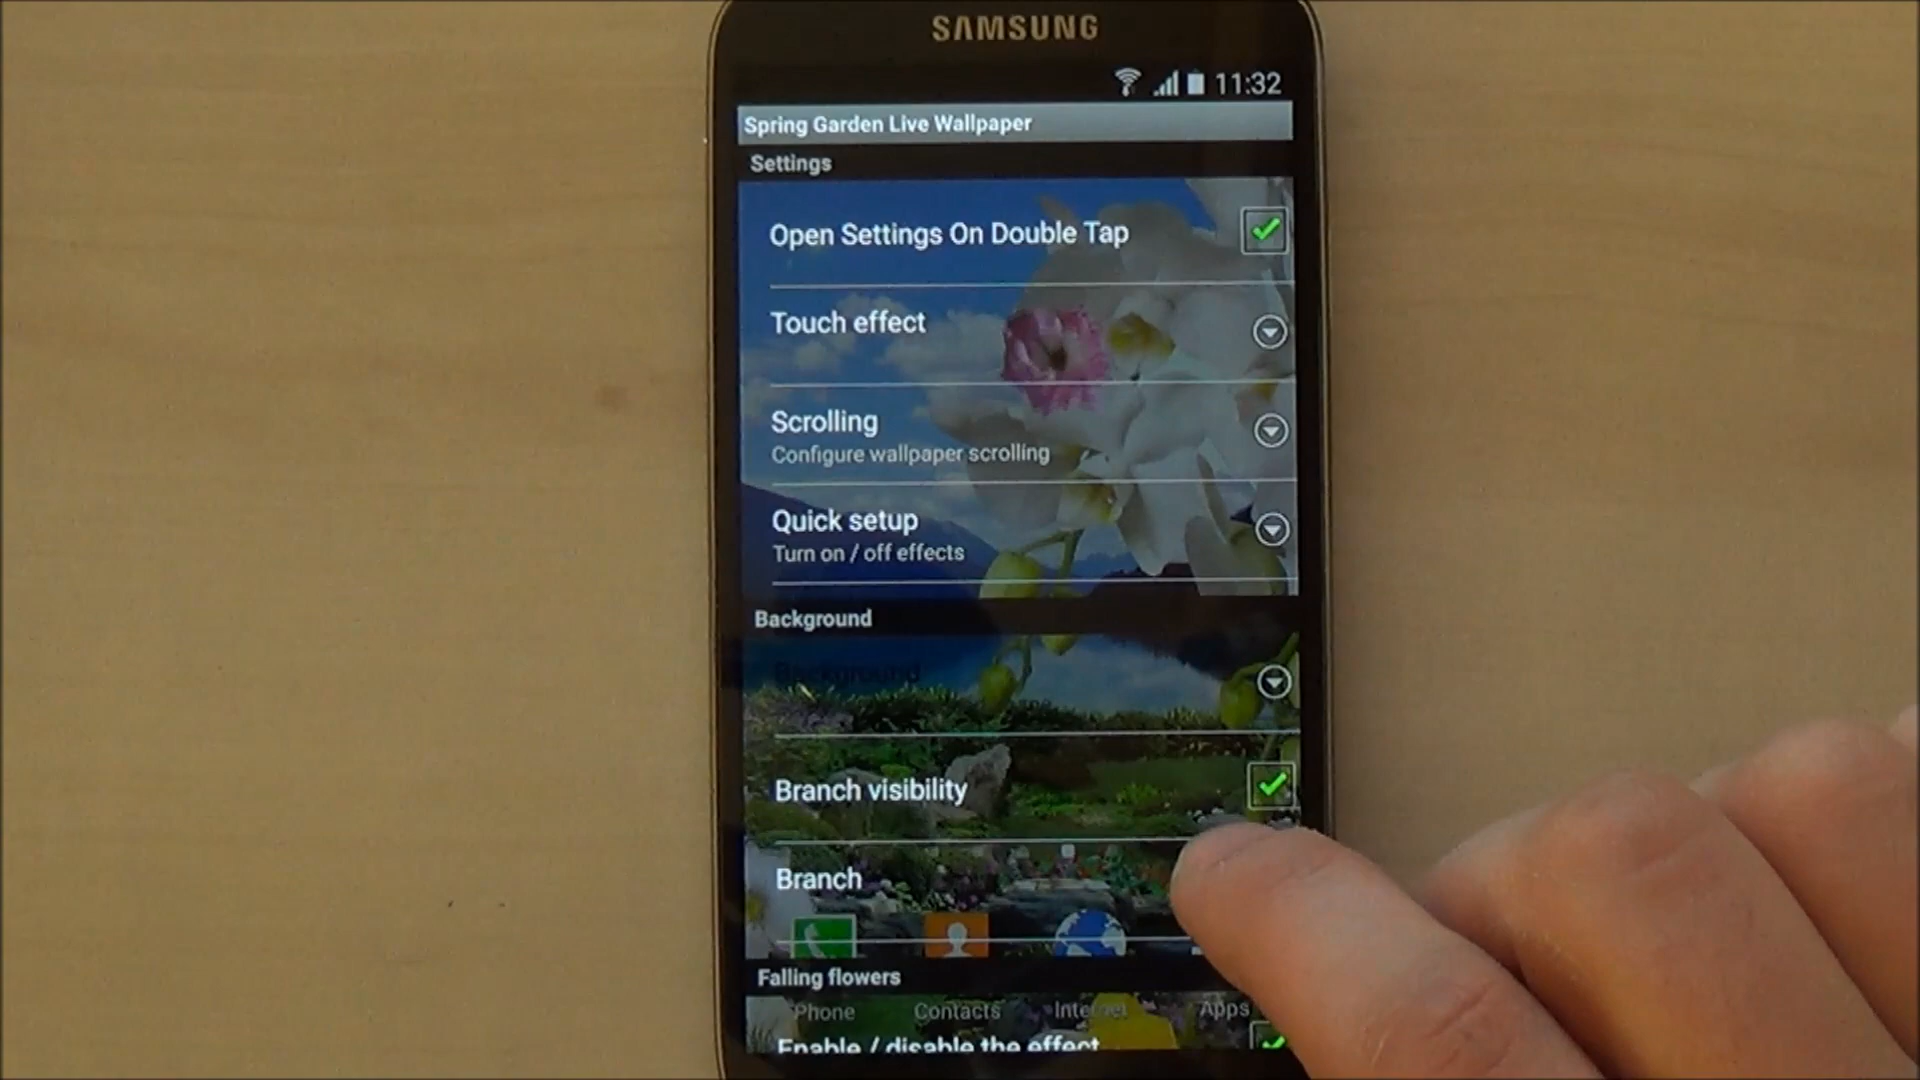 SAMSUNG
11:32
Spring Garden Live Wallpaper
Settings
Open Settings On Double Tap
Touch effect
Scrolling
Configure wallpaper scrolling
Quick setup
Turn on / off effects
Background
Background
Branch visibility
Branch
Falling flowers
Phone Contacts Internet Apps
Enable / disable the effect